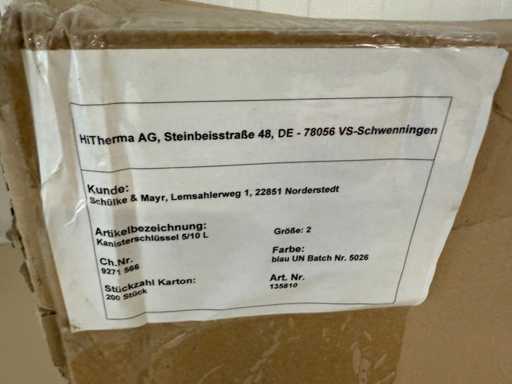 HiTherma AG, Steinbeisstraße 48, DE - 78056 VS-Schwenningen
Kunde:
Schülke & Mayr, Lemsahlerweg 1, 22851 Norderstedt
Artikelbezeichnung:
Kanisterschlüssel 5/10 L
Größe: 2
Ch.Nr.
9271 566
Farbe:
blau UN Batch Nr. 5026
Stückzahl Karton:
200 Stück
Art. Nr.
135810